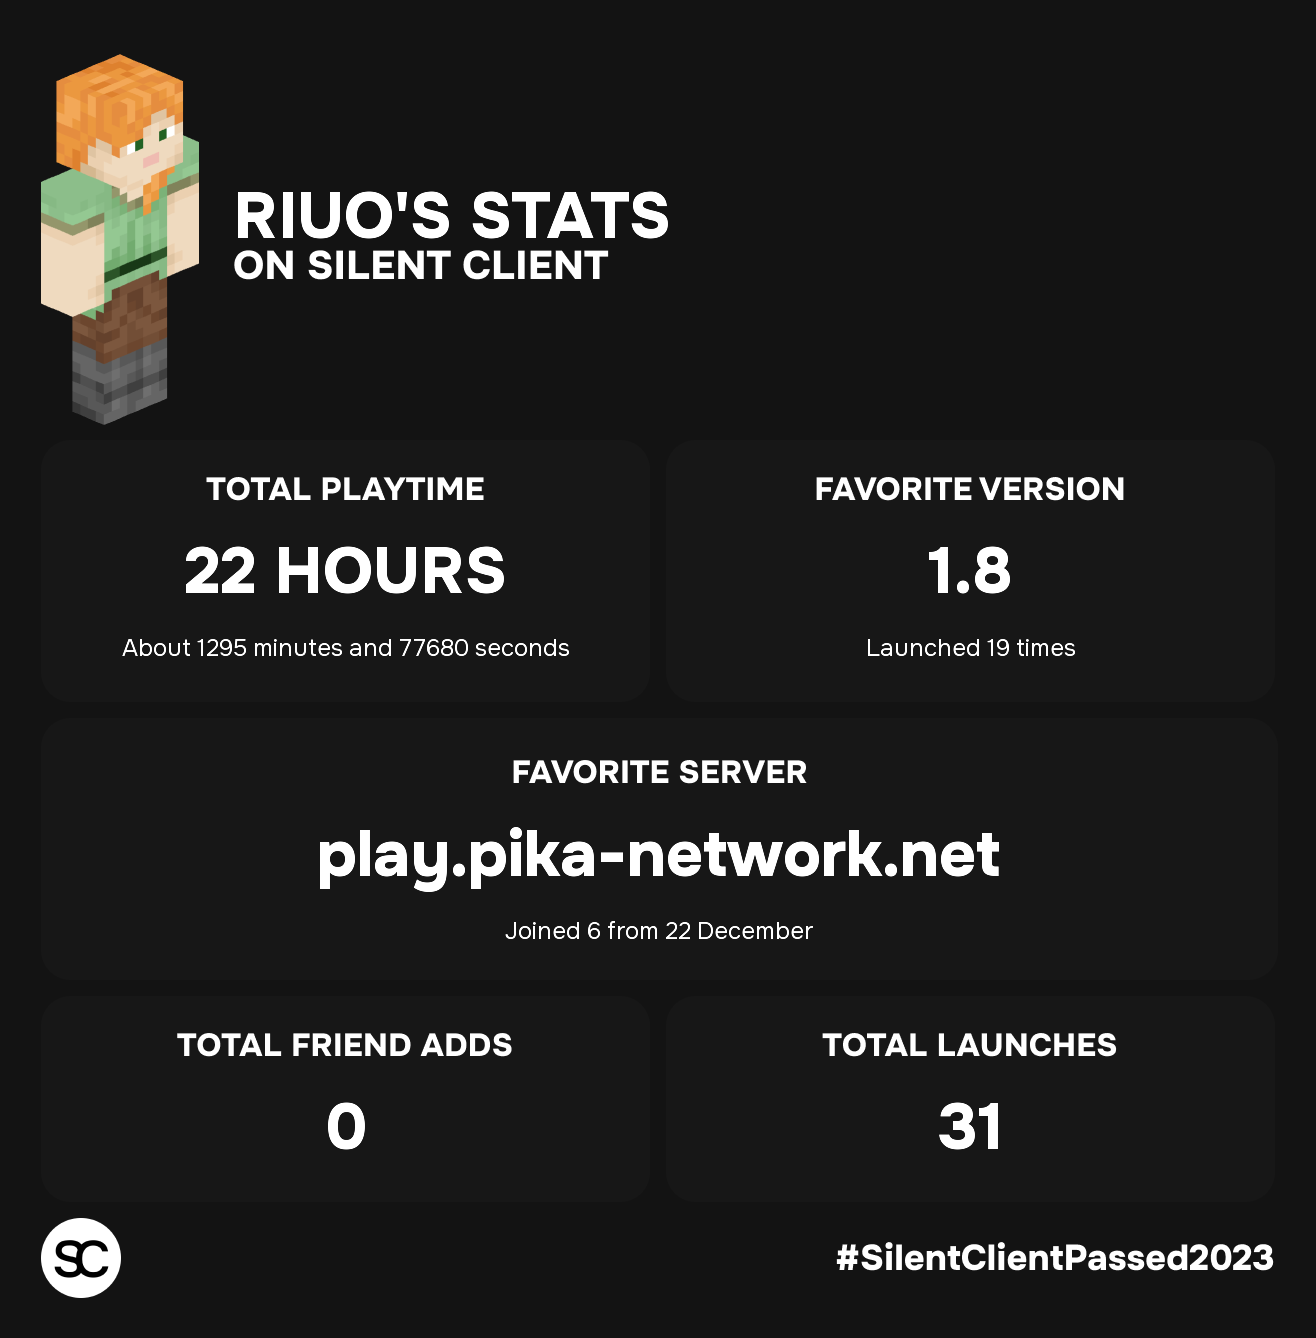 RIUO'S STATS
ON SILENT CLIENT
TOTAL PLAYTIME
22 HOURS
About 1295 minutes and 77680 seconds
FAVORITE VERSION
1.8
Launched 19 times
FAVORITE SERVER
play.pika-network.net
Joined 6 from 22 December
TOTAL FRIEND ADDS
0
TOTAL LAUNCHES
31
SC
#SilentClientPassed2023